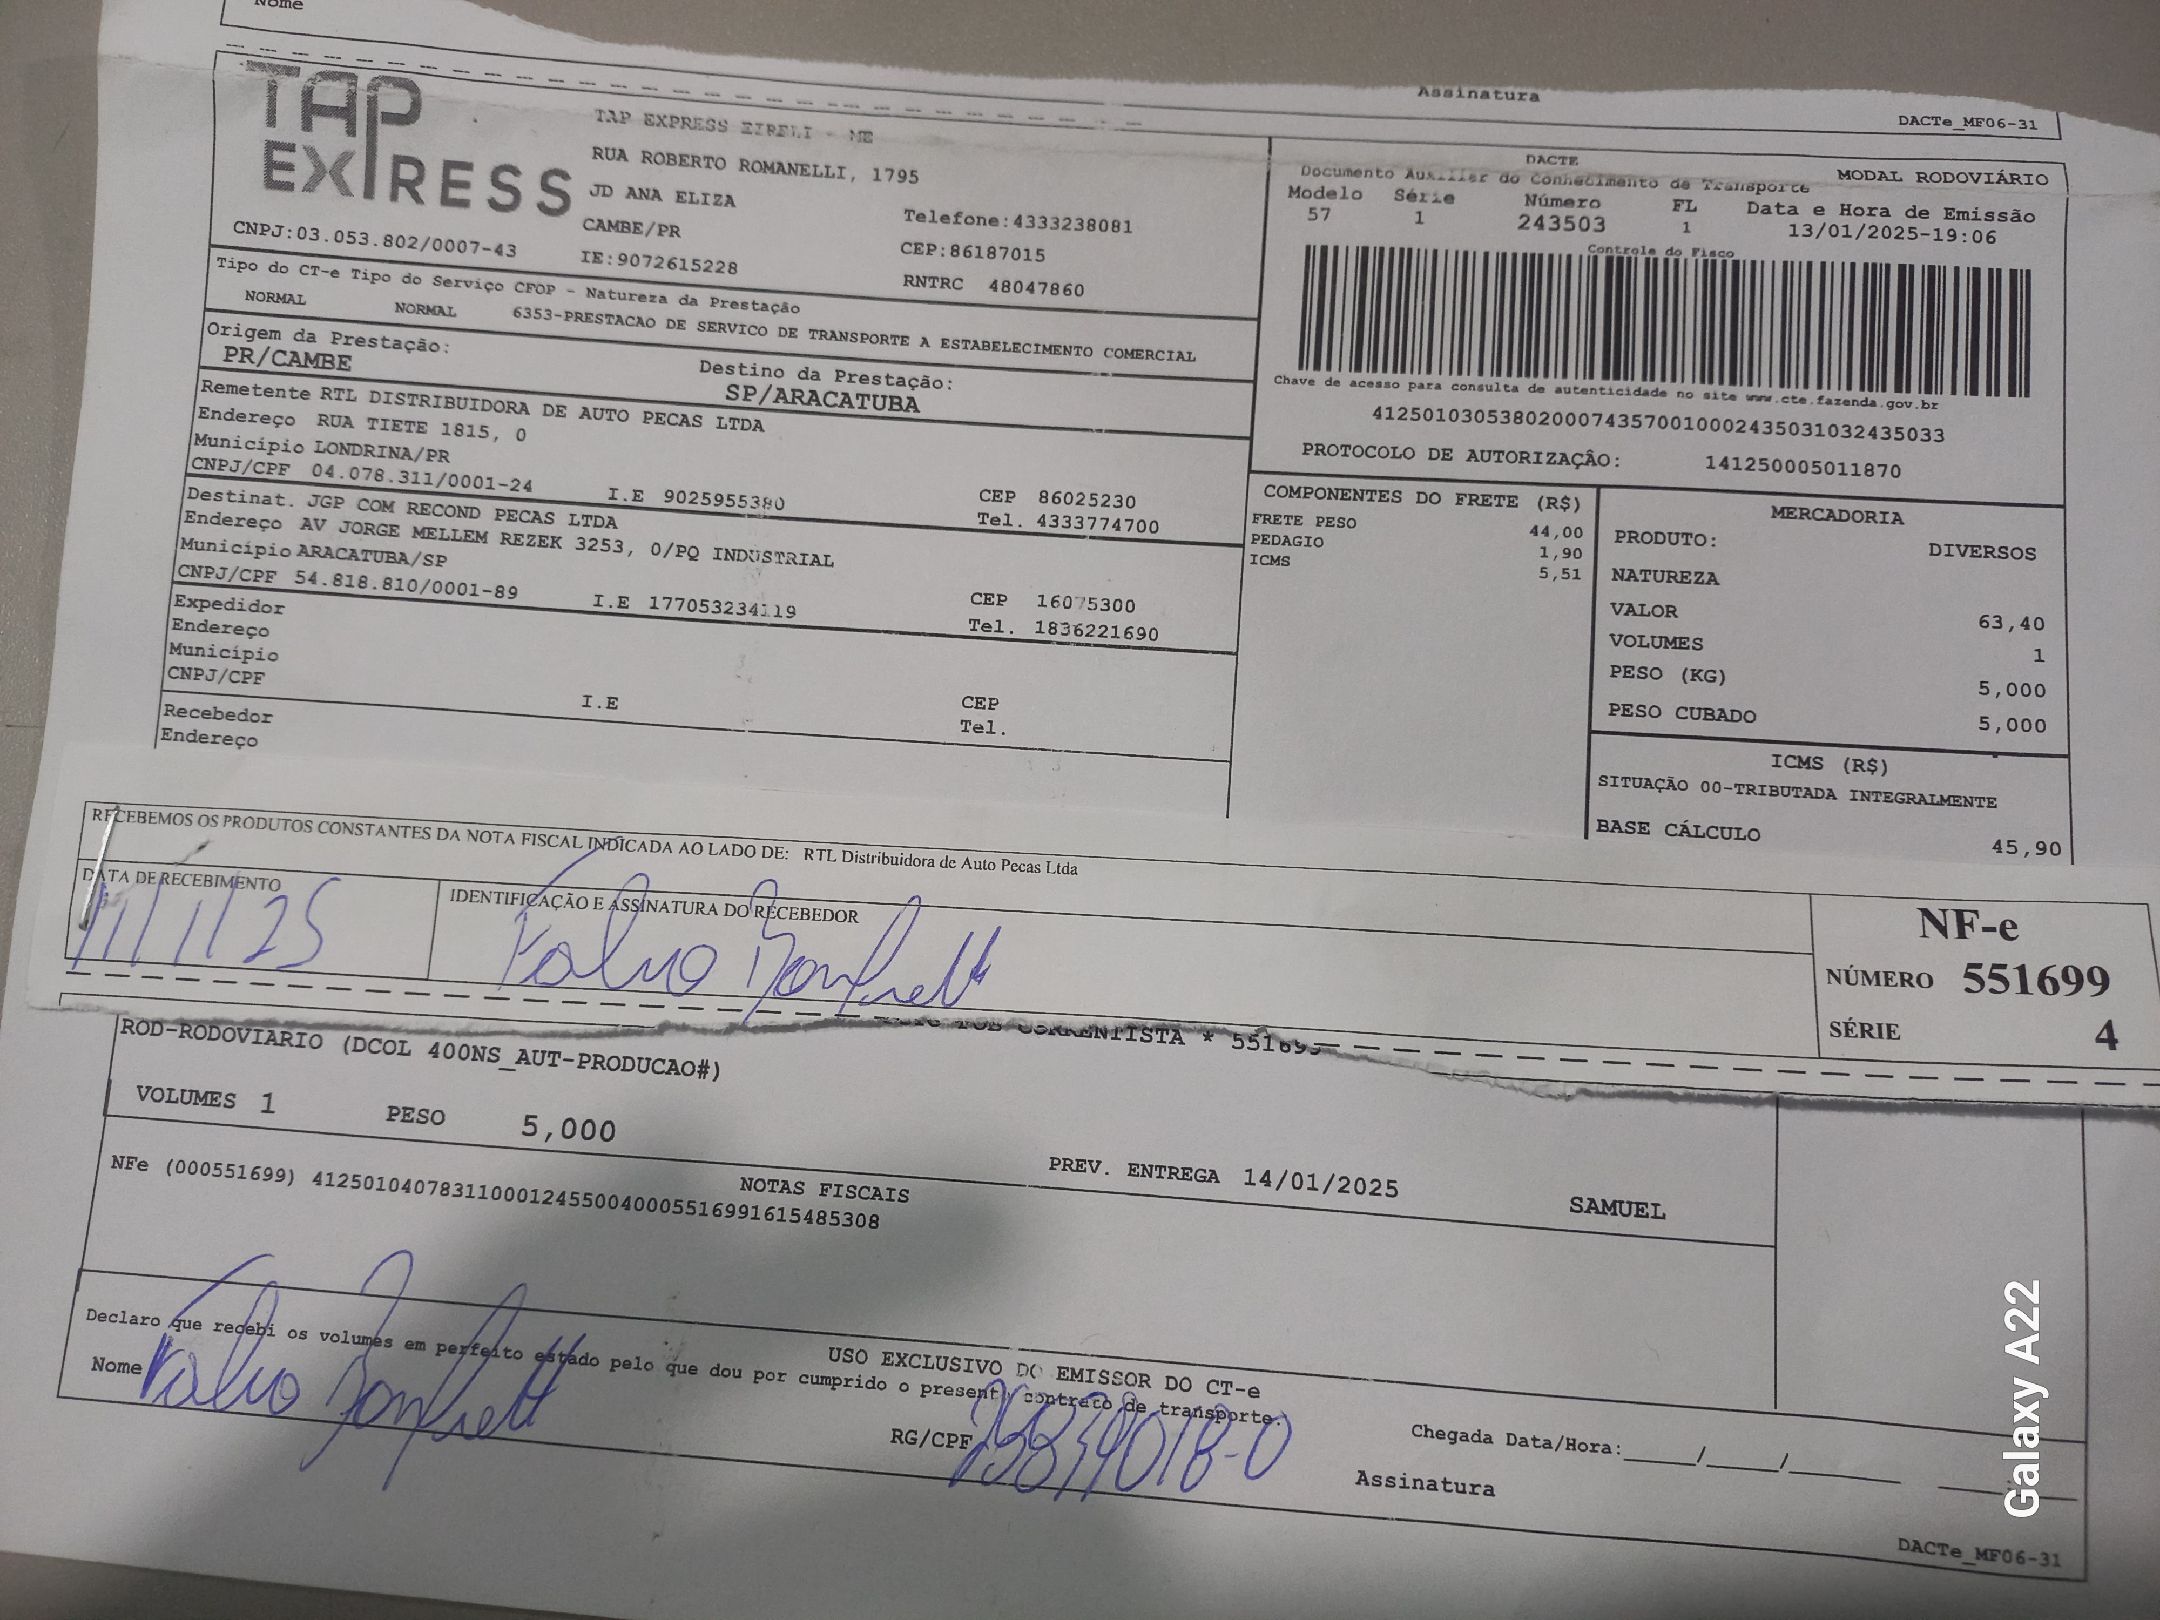 Nome
Assinatura
DACTe_MF06-31
TAP EXPRESS
TAP EXPRESS EIRELI - ME
RUA ROBERTO ROMANELLI, 1795
JD ANA ELIZA
CAMBE/PR
Telefone:4333238081
CEP:86187015
CNPJ:03.053.802/0007-43
IE:9072615228
RNTRC 48047860
DACTE
Documento Auxiliar do Conhecimento de Transporte
MODAL RODOVIÁRIO
Modelo Série Número FL Data e Hora de Emissão
57 1 243503 1 13/01/2025-19:06
Controle do Fisco
Chave de acesso para consulta de autenticidade no site www.cte.fazenda.gov.br
41250103053802000743570010002435031032435033
PROTOCOLO DE AUTORIZAÇÂO: 141250005011870
Tipo do CT-e Tipo do Serviço CFOP - Natureza da Prestação
NORMAL NORMAL 6353-PRESTACAO DE SERVICO DE TRANSPORTE A ESTABELECIMENTO COMERCIAL
Origem da Prestação:
PR/CAMBE
Destino da Prestação:
SP/ARACATUBA
Remetente RTL DISTRIBUIDORA DE AUTO PECAS LTDA
Endereço RUA TIETE 1815, 0
Município LONDRINA/PR
CNPJ/CPF 04.078.311/0001-24 I.E 9025955380
CEP 86025230
Tel. 4333774700
Destinat. JGP COM RECOND PECAS LTDA
Endereço AV JORGE MELLEM REZEK 3253, 0/PQ INDUSTRIAL
Município ARACATUBA/SP
CNPJ/CPF 54.818.810/0001-89 I.E 177053234119
CEP 16075300
Tel. 1836221690
Expedidor
Endereço
Município
CNPJ/CPF I.E CEP
Tel.
Recebedor
Endereço
COMPONENTES DO FRETE (R$)
FRETE PESO 44,00
PEDAGIO 1,90
ICMS 5,51
MERCADORIA
PRODUTO: DIVERSOS
NATUREZA
VALOR 63,40
VOLUMES 1
PESO (KG) 5,000
PESO CUBADO 5,000
ICMS (R$)
SITUAÇÃO 00-TRIBUTADA INTEGRALMENTE
BASE CÁLCULO 45,90
RECEBEMOS OS PRODUTOS CONSTANTES DA NOTA FISCAL INDICADA AO LADO DE: RTL Distribuidora de Auto Pecas Ltda
DATA DE RECEBIMENTO
IDENTIFICAÇÃO E ASSINATURA DO RECEBEDOR
NF-e
NÚMERO 551699
SÉRIE 4
CORRENTISTA * 551699
ROD-RODOVIARIO (DCOL 400NS_AUT-PRODUCAO#)
VOLUMES 1 PESO 5,000
PREV. ENTREGA 14/01/2025 SAMUEL
NOTAS FISCAIS
NFe (000551699) 41250104078311000124550040005516991615485308
USO EXCLUSIVO DO EMISSOR DO CT-e
Declaro que recebi os volumes em perfeito estado pelo que dou por cumprido o presente contrato de transporte.
Nome
RG/CPF
Chegada Data/Hora:____/____/____
Assinatura
DACTe_MF06-31
Galaxy A22